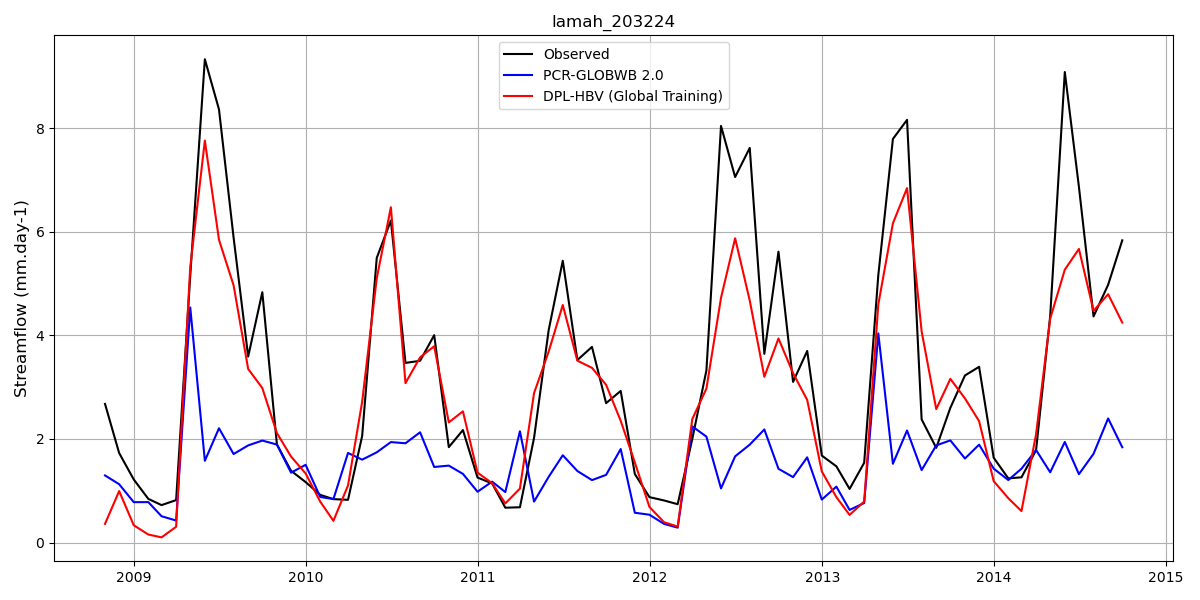 lamah_203224
Observed
PCR-GLOBWB 2.0
DPL-HBV (Global Training)
Streamflow (mm.day-1)
8
6
4
2
0
2009 2010 2011 2012 2013 2014 2015